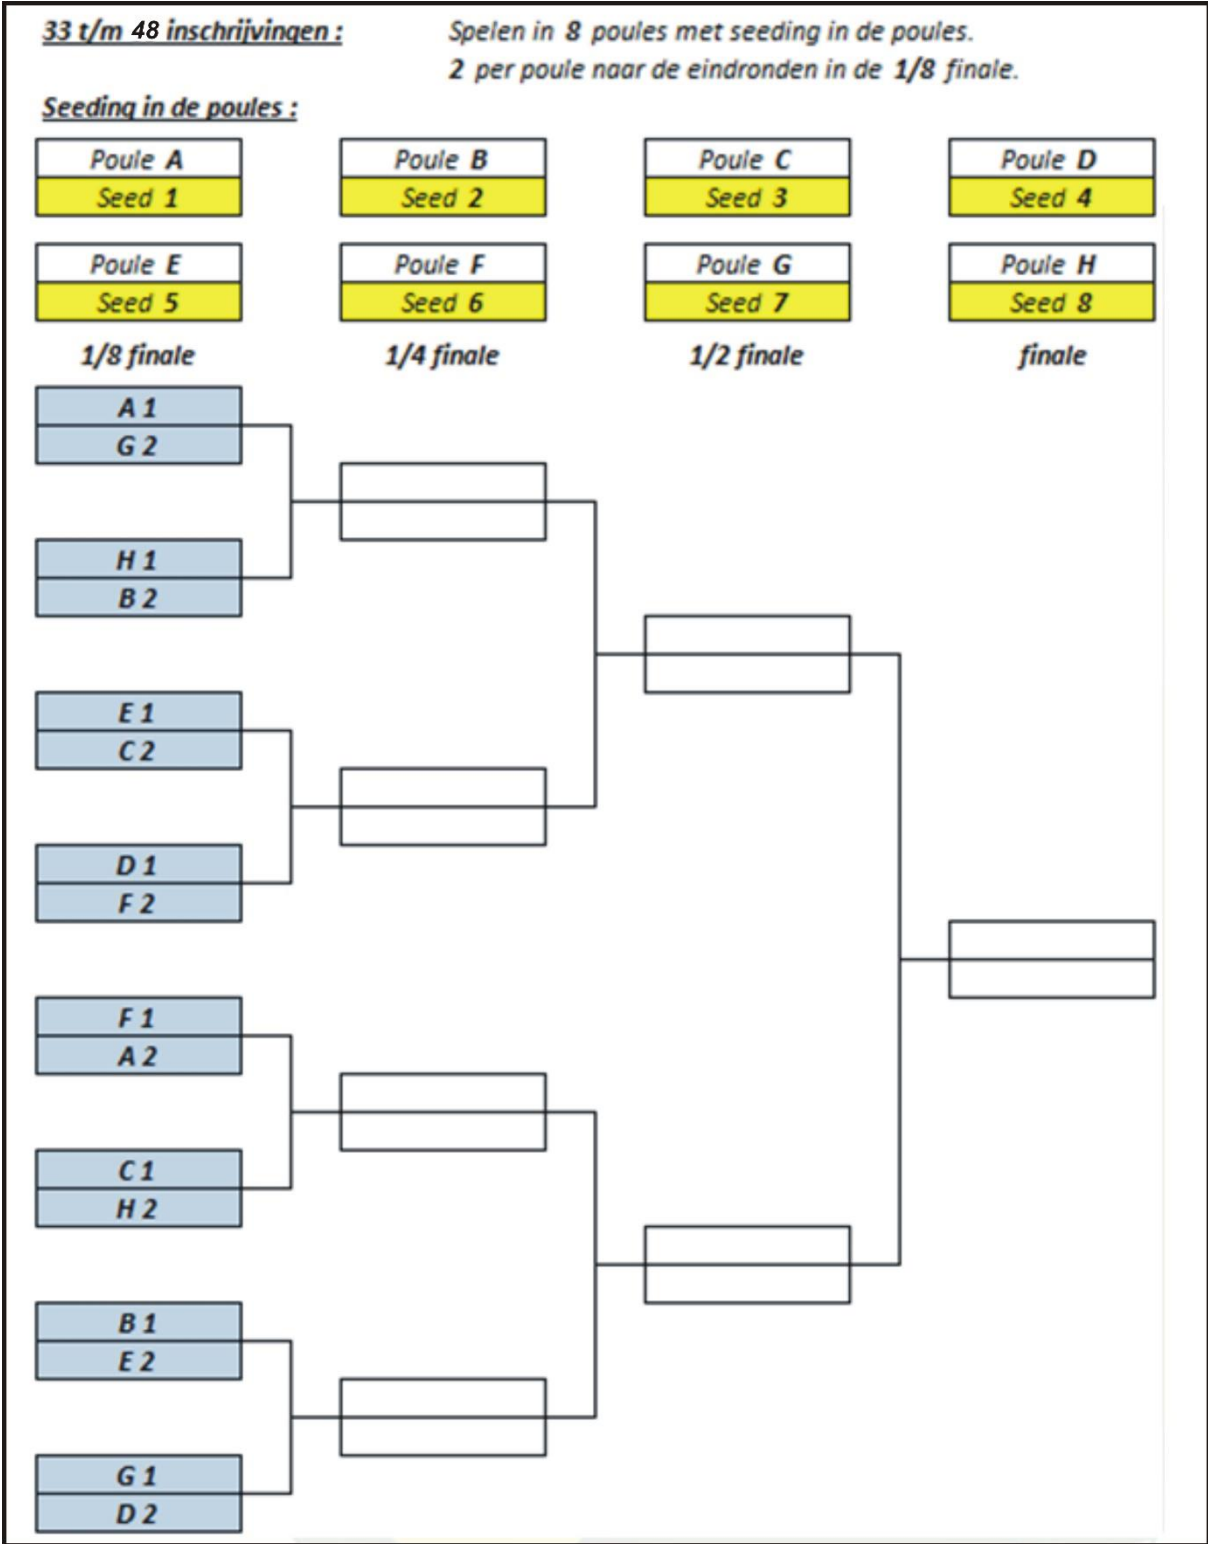 33 t/m 48 inschrijvingen :
Spelen in 8 poules met seeding in de poules.
2 per poule naar de eindronden in de 1/8 finale.
Seeding in de poules :
Poule A
Seed 1
Poule B
Seed 2
Poule C
Seed 3
Poule D
Seed 4
Poule E
Seed 5
Poule F
Seed 6
Poule G
Seed 7
Poule H
Seed 8
1/8 finale
1/4 finale
1/2 finale
finale
A 1
G 2
H 1
B 2
E 1
C 2
D 1
F 2
F 1
A 2
C 1
H 2
B 1
E 2
G 1
D 2